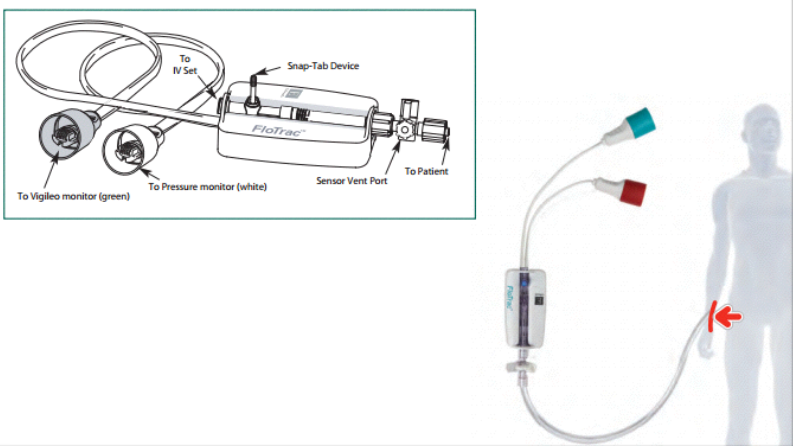 To
IV Set
Snap-Tab Device
FloTrac™
To Patient
Sensor Vent Port
To Pressure monitor (white)
To Vigileo monitor (green)
FloTrac